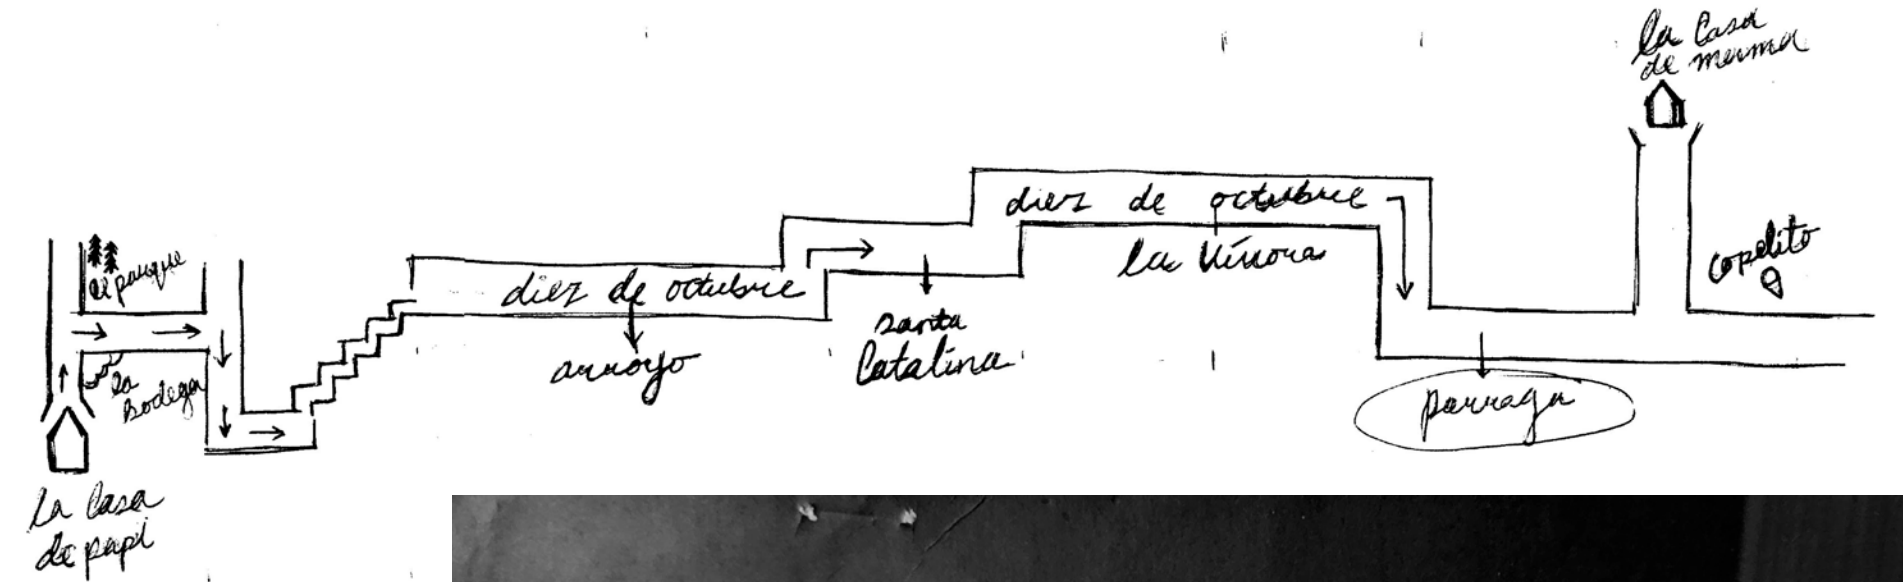 la Casa
de mamá
diez de octubre
la Víbora
el parque
copelito
diez de octubre
arroyo
santa
Catalina
la
Bodega
parraga
la Casa
de papi